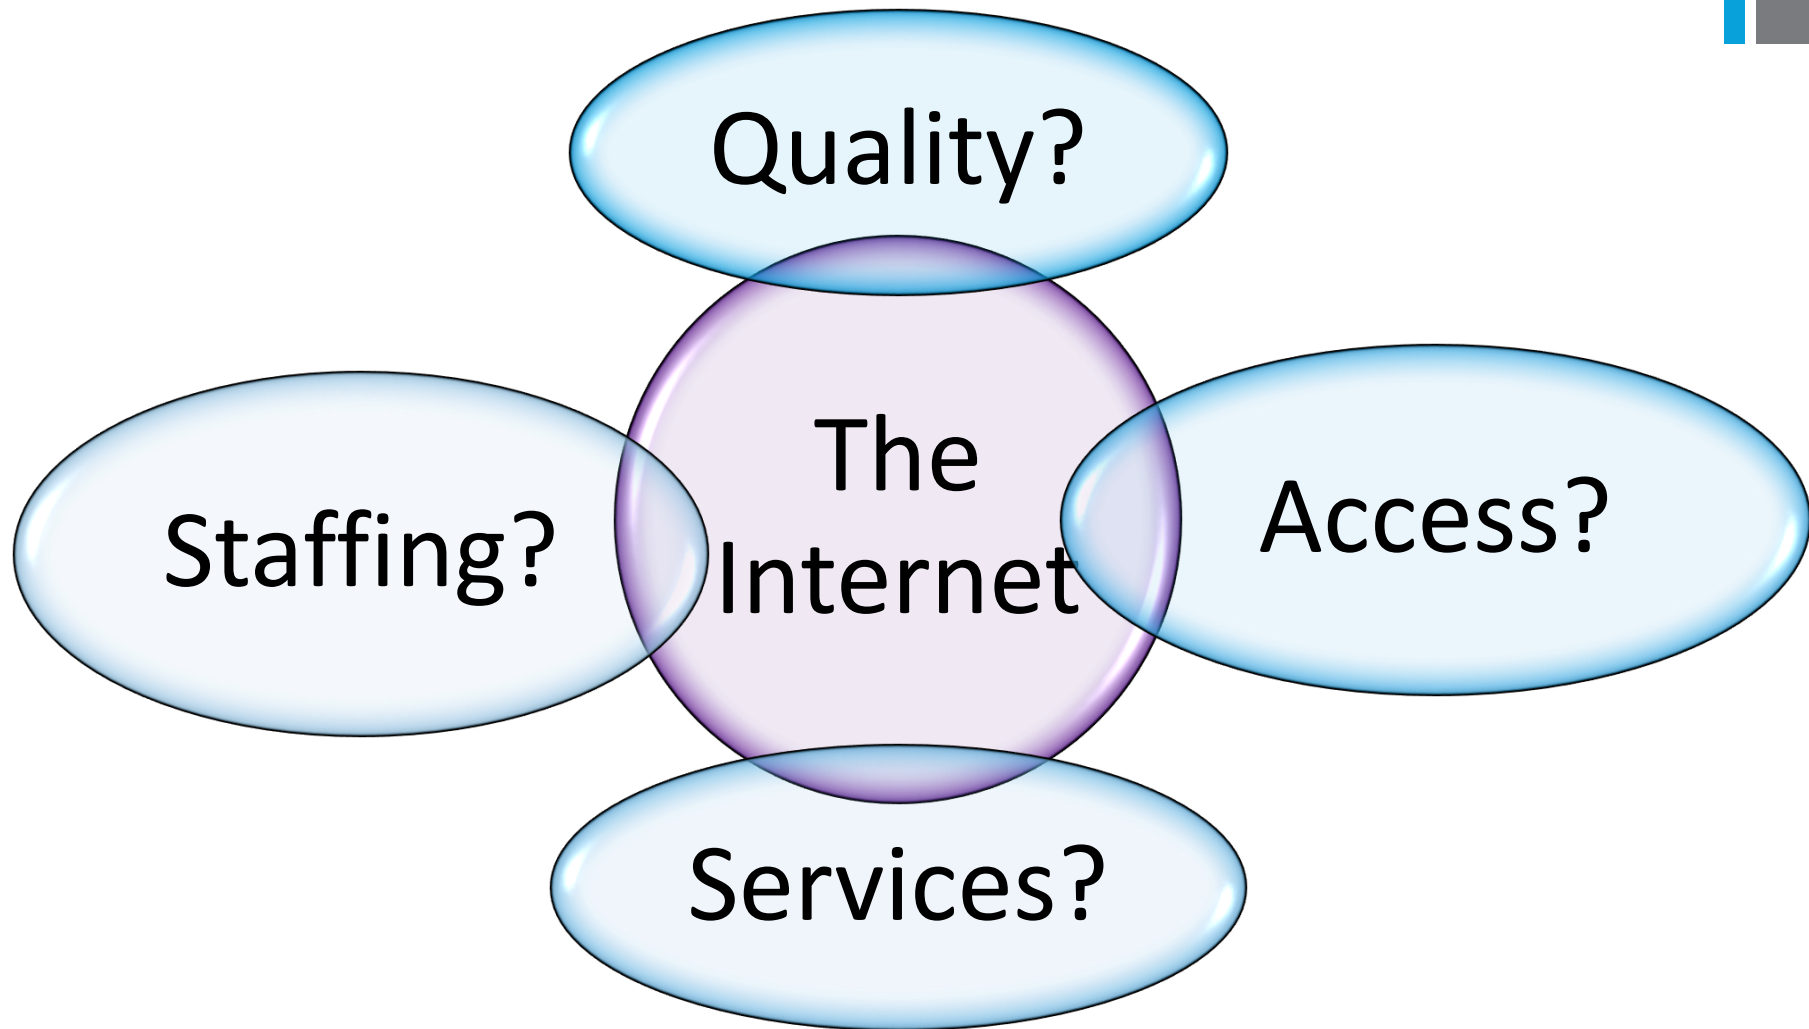 Quality?
The
Internet
Staffing?
Access?
Services?